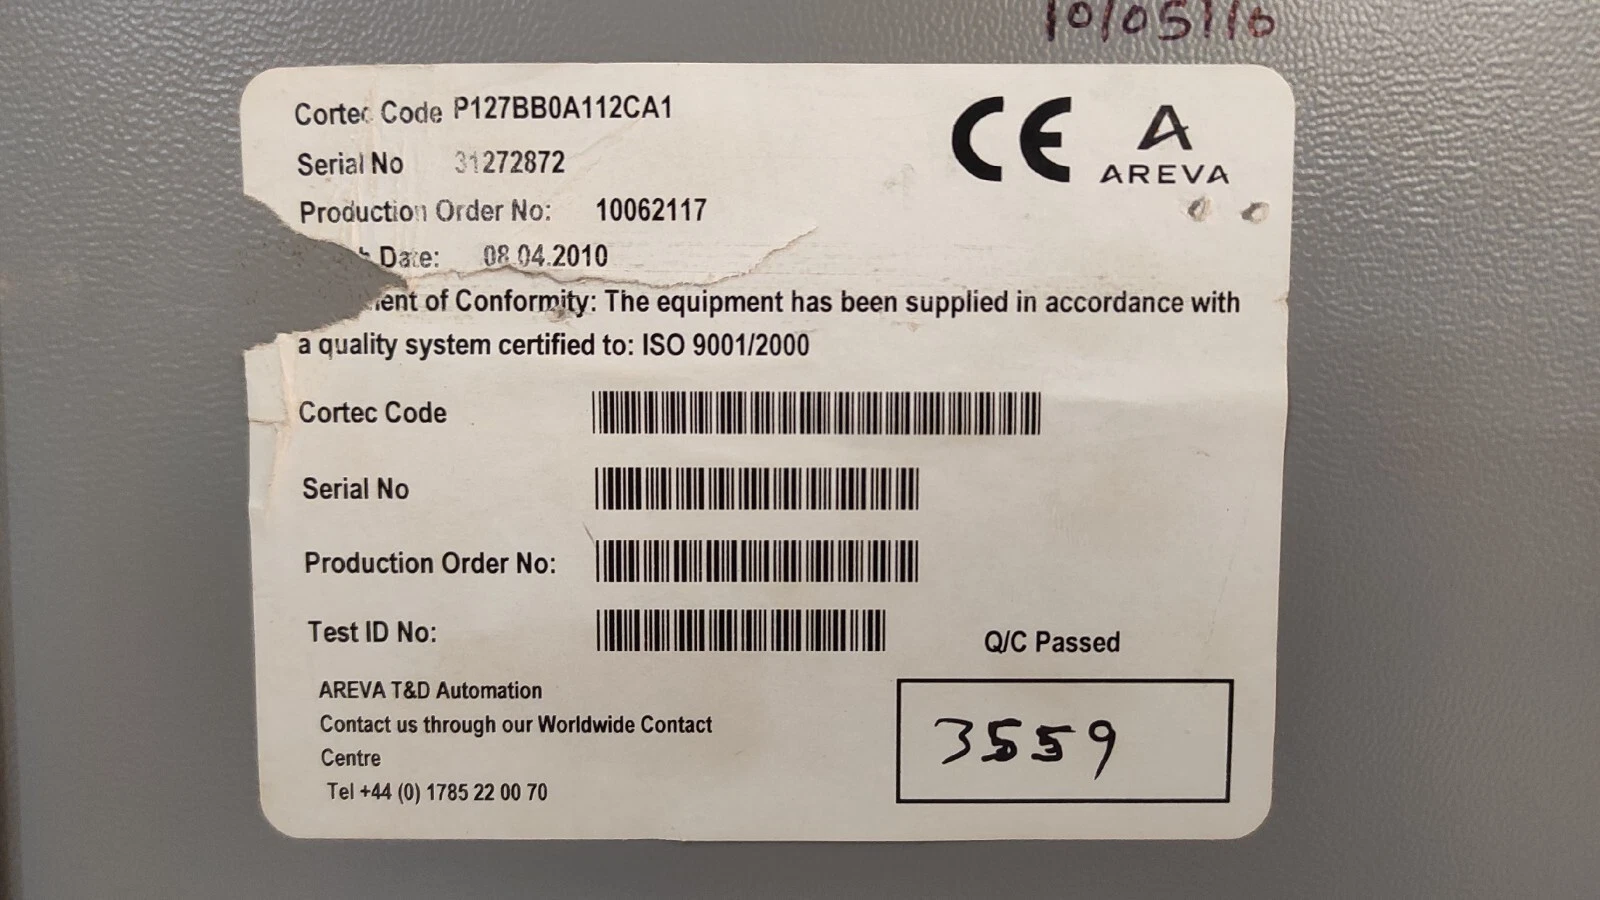 10/05/10
Cortec Code P127BB0A112CA1
CE
AREVA
Serial No 31272872
Production Order No: 10062117
Date: 08.04.2010
of Conformity: The equipment has been supplied in accordance with
a quality system certified to: ISO 9001/2000
Cortec Code
Serial No
Production Order No:
Test ID No:
Q/C Passed
3559
AREVA T&D Automation
Contact us through our Worldwide Contact
Centre
Tel +44 (0) 1785 22 00 70